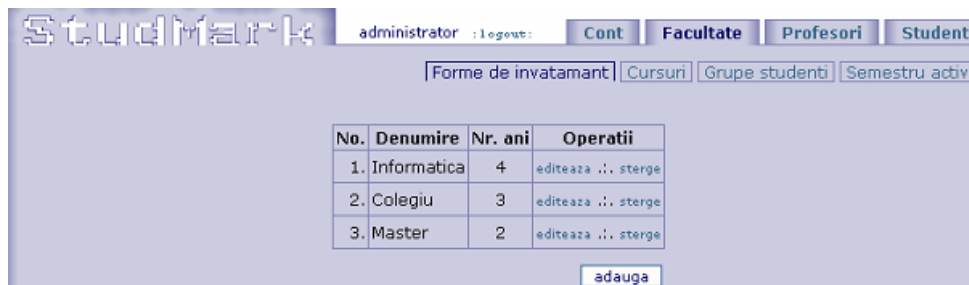 StudMark
administrator :logout: Cont Facultate Profesori Student
Forme de invatamant Cursuri Grupe studenti Semestru activ
No. Denumire Nr. ani Operatii
1. Informatica 4 editeaza .:. sterge
2. Colegiu 3 editeaza .:. sterge
3. Master 2 editeaza .:. sterge
adauga